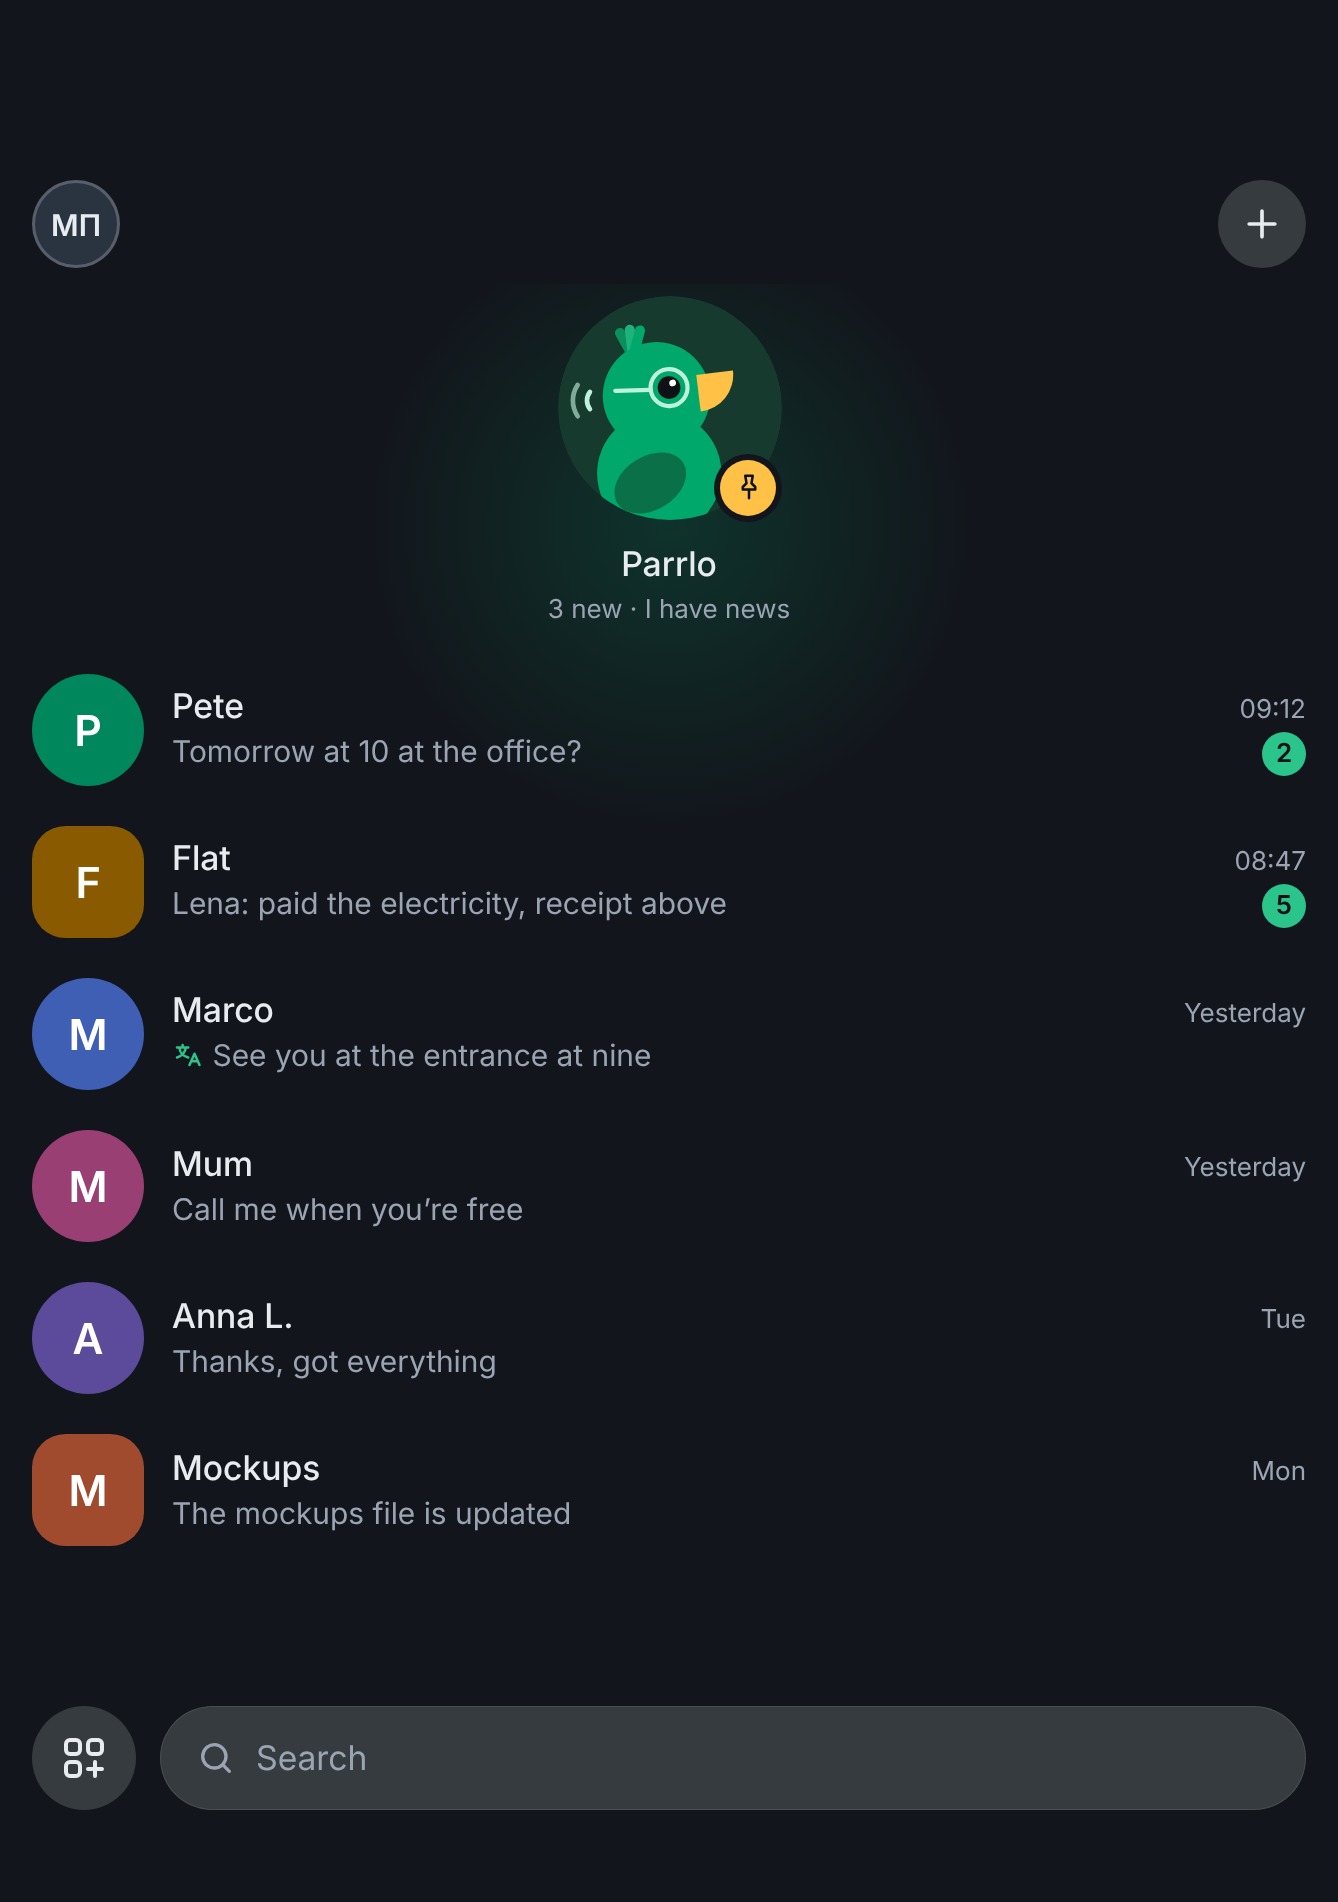 МП
Parrlo
3 new · I have news
P
Pete
09:12
Tomorrow at 10 at the office?
2
F
Flat
08:47
Lena: paid the electricity, receipt above
5
M
Marco
Yesterday
See you at the entrance at nine
M
Mum
Yesterday
Call me when you’re free
A
Anna L.
Tue
Thanks, got everything
M
Mockups
Mon
The mockups file is updated
Search